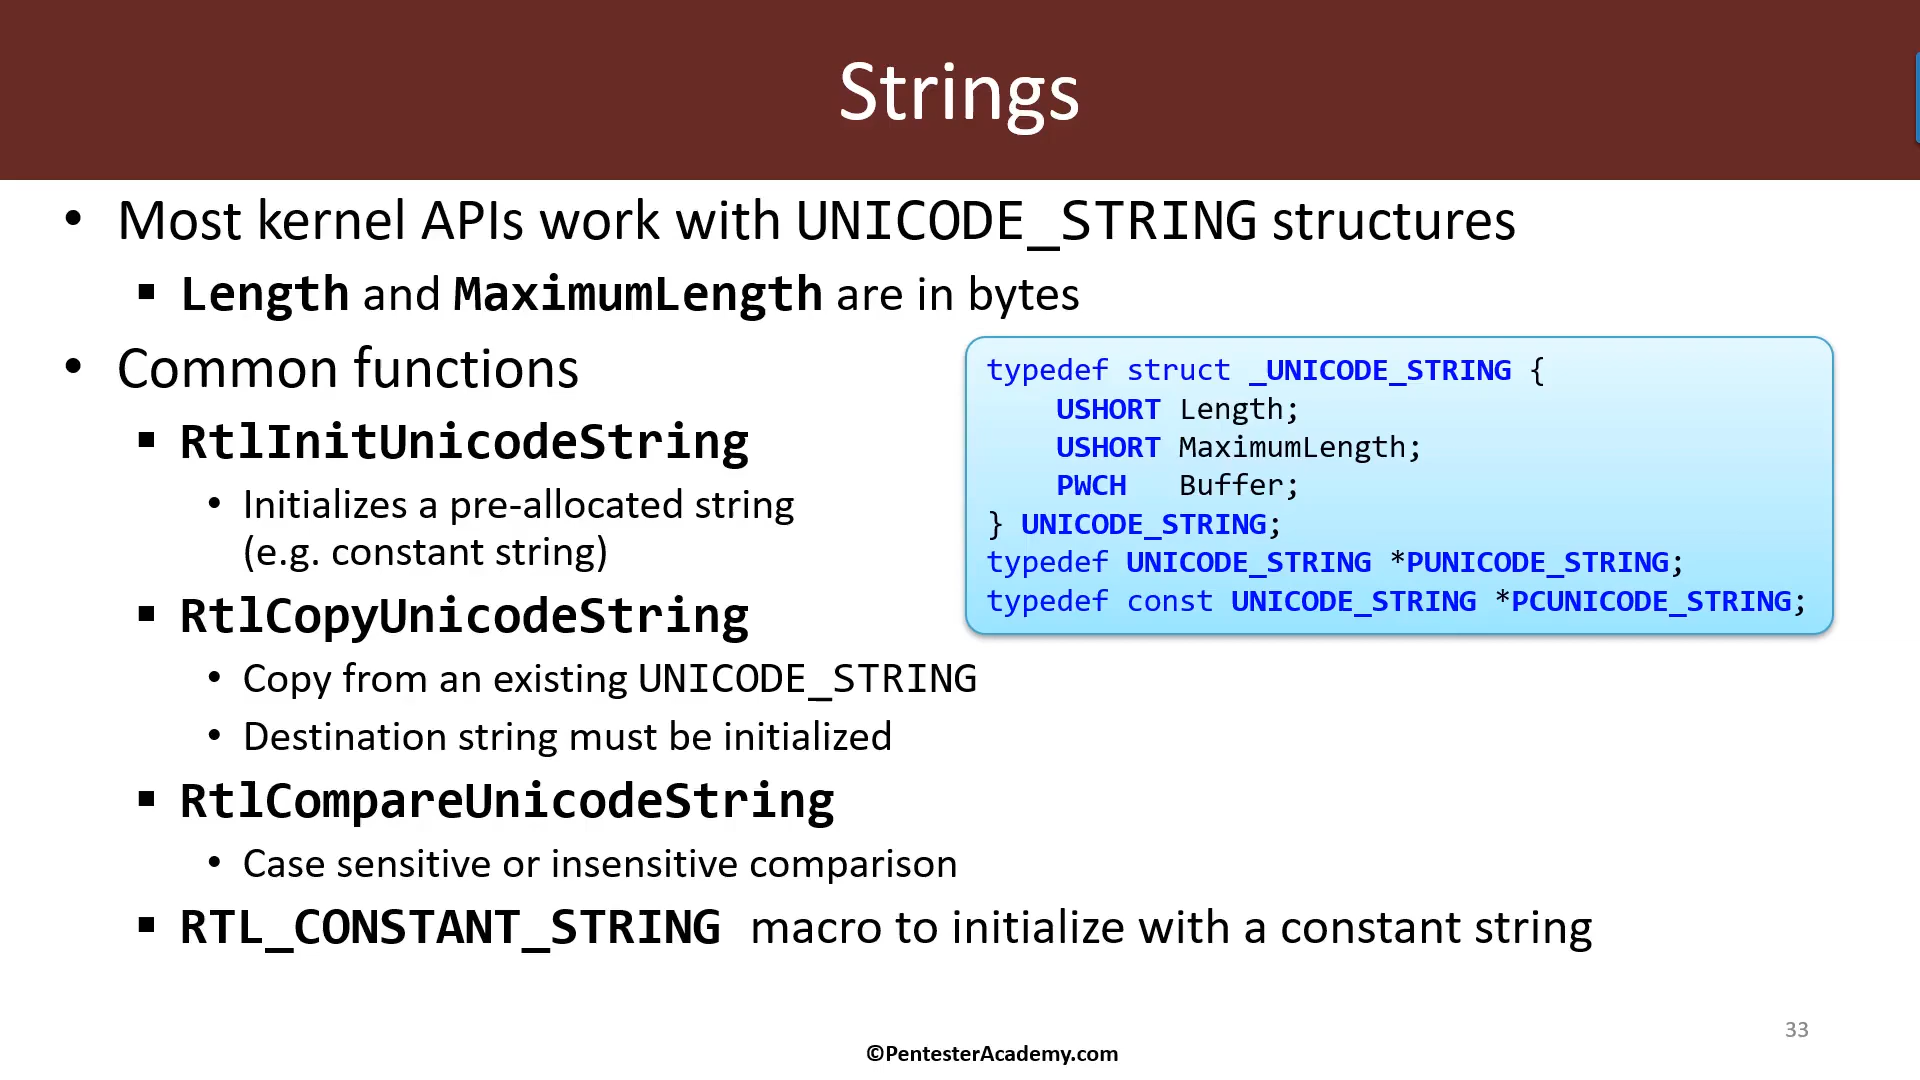 Strings
• Most kernel APIs work with UNICODE_STRING structures
▪ Length and MaximumLength are in bytes
• Common functions
▪ RtlInitUnicodeString
• Initializes a pre-allocated string
(e.g. constant string)
▪ RtlCopyUnicodeString
• Copy from an existing UNICODE_STRING
• Destination string must be initialized
▪ RtlCompareUnicodeString
• Case sensitive or insensitive comparison
▪ RTL_CONSTANT_STRING macro to initialize with a constant string
typedef struct _UNICODE_STRING {
    USHORT Length;
    USHORT MaximumLength;
    PWCH   Buffer;
} UNICODE_STRING;
typedef UNICODE_STRING *PUNICODE_STRING;
typedef const UNICODE_STRING *PCUNICODE_STRING;
33
©PentesterAcademy.com